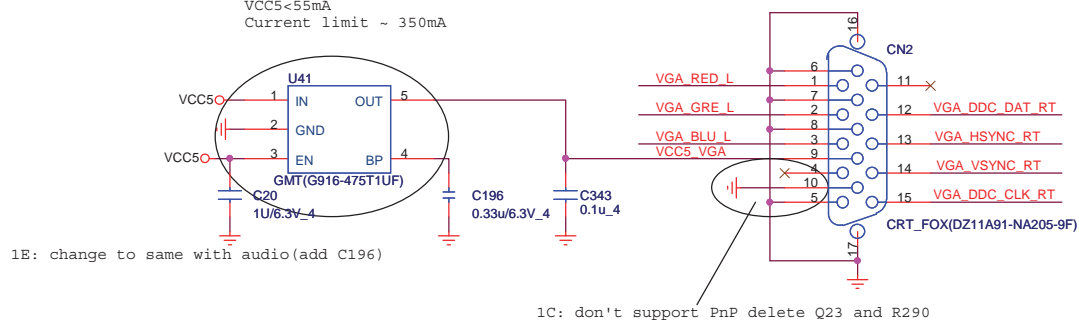 VCC5<55mA
Current limit ~ 350mA
U41
VCC5 1 IN OUT 5
2 GND
VCC5 3 EN BP 4
GMT(G916-475T1UF)
C20
1U/6.3V_4
C196
0.33u/6.3V_4
C343
0.1u_4
1E: change to same with audio(add C196)
16
CN2
6
VGA_RED_L 1 11
7
VGA_GRE_L 2 12 VGA_DDC_DAT_RT
8
VGA_BLU_L 3 13 VGA_HSYNC_RT
VCC5_VGA 9
4 14 VGA_VSYNC_RT
10
5 15 VGA_DDC_CLK_RT
CRT_FOX(DZ11A91-NA205-9F)
17
1C: don't support PnP delete Q23 and R290